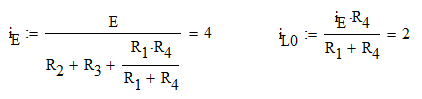 i_E := E / (R_2 + R_3 + (R_1·R_4) / (R_1 + R_4)) = 4
i_L0 := (i_E·R_4) / (R_1 + R_4) = 2